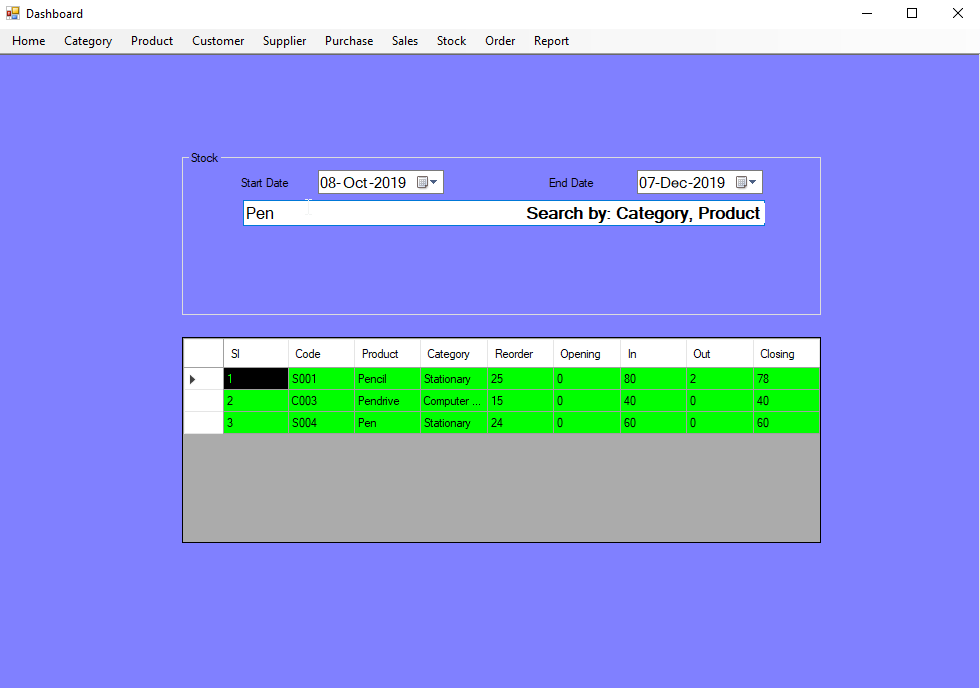 Dashboard
Home Category Product Customer Supplier Purchase Sales Stock Order Report
Stock
Start Date 08-Oct-2019 End Date 07-Dec-2019
Pen Search by: Category, Product
Sl Code Product Category Reorder Opening In Out Closing
1 S001 Pencil Stationary 25 0 80 2 78
2 C003 Pendrive Computer ... 15 0 40 0 40
3 S004 Pen Stationary 24 0 60 0 60